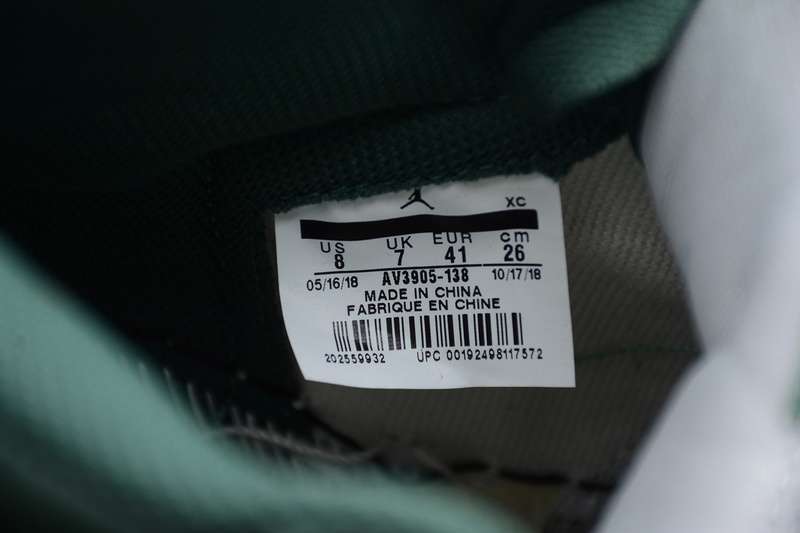 XC
US UK EUR cm
8 7 41 26
05/16/18 AV3905-138 10/17/18
MADE IN CHINA
FABRIQUE EN CHINE
202559932 UPC 00192498117572